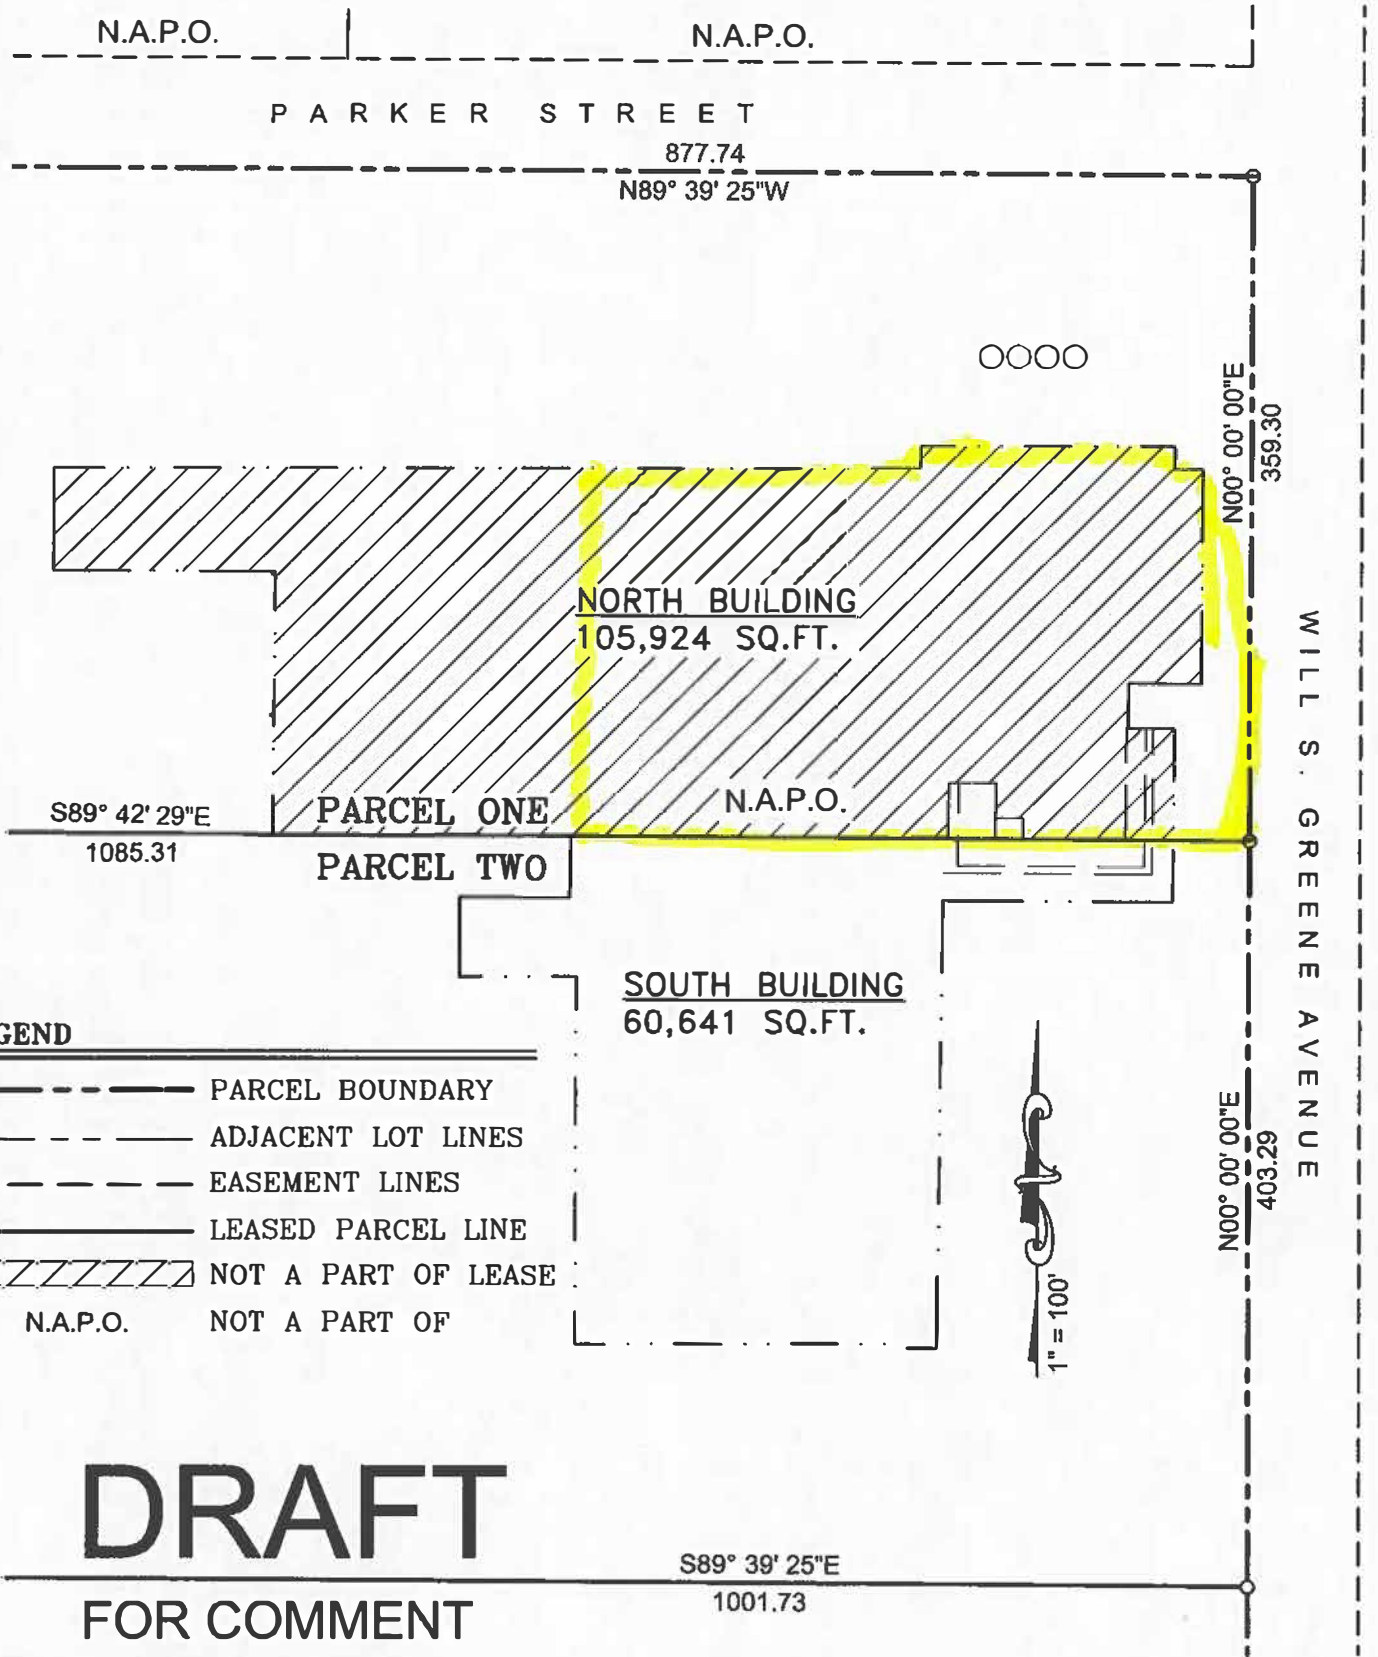 N.A.P.O.
N.A.P.O.
PARKER STREET
877.74
N89° 39' 25"W
N00° 00' 00"E
359.30
NORTH BUILDING
105,924 SQ.FT.
WILL S. GREENE AVENUE
N.A.P.O.
S89° 42' 29"E
1085.31
PARCEL ONE
PARCEL TWO
SOUTH BUILDING
60,641 SQ.FT.
GEND
PARCEL BOUNDARY
ADJACENT LOT LINES
EASEMENT LINES
LEASED PARCEL LINE
NOT A PART OF LEASE
N.A.P.O. NOT A PART OF
N00° 00' 00"E
403.29
1" = 100'
DRAFT
FOR COMMENT
S89° 39' 25"E
1001.73